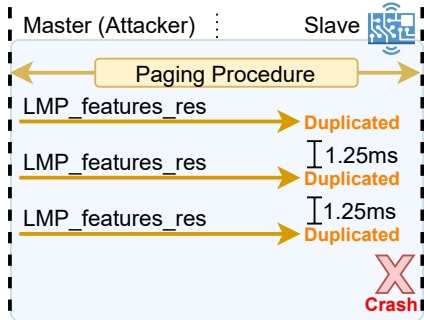 Master (Attacker) Slave
Paging Procedure
LMP_features_res
Duplicated
1.25ms
LMP_features_res
Duplicated
1.25ms
LMP_features_res
Duplicated
Crash